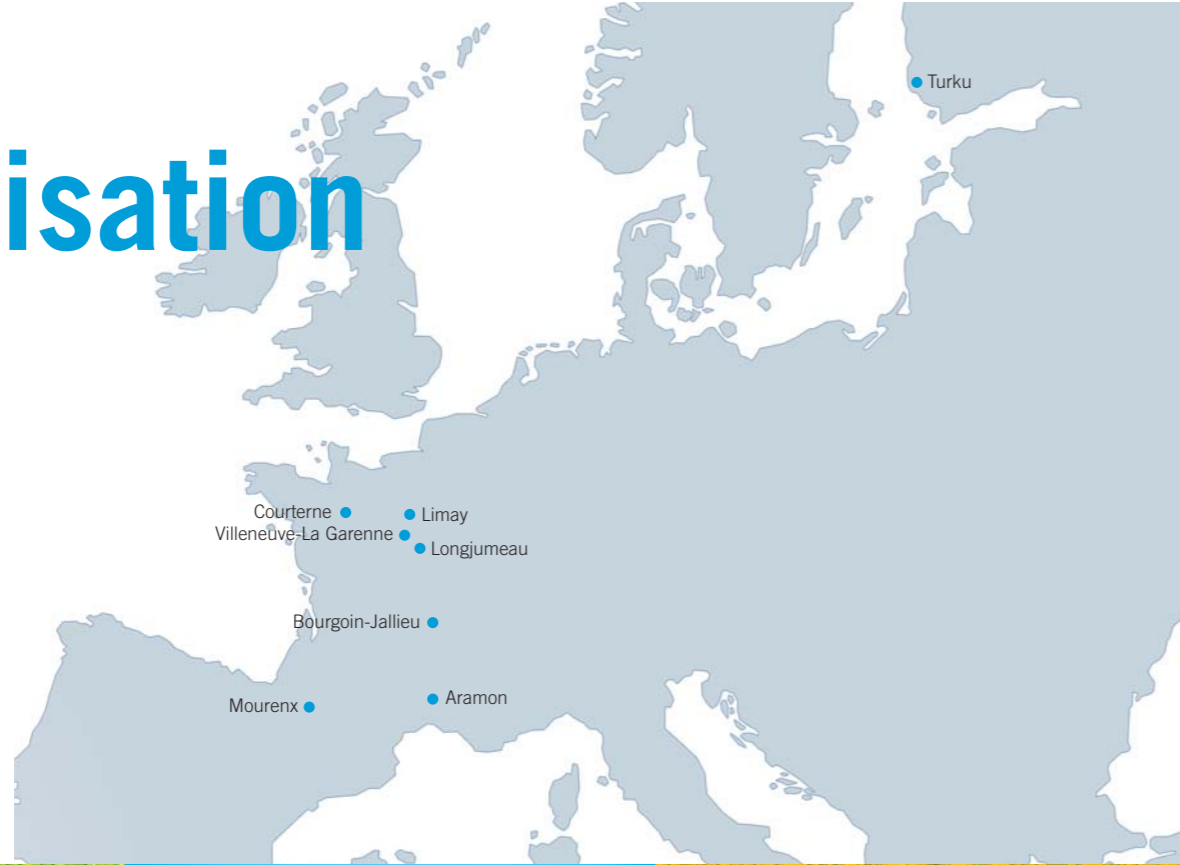 isation
Turku
Courterne
Limay
Villeneuve-La Garenne
Longjumeau
Bourgoin-Jallieu
Aramon
Mourenx